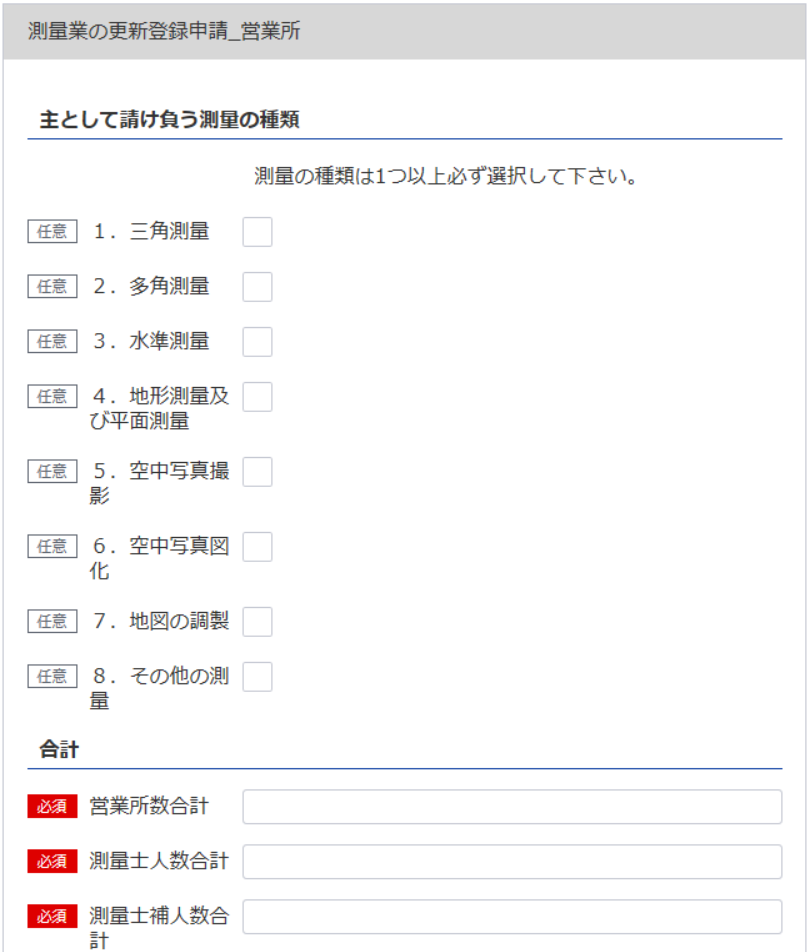 測量業の更新登録申請_営業所
主として請け負う測量の種類
測量の種類は1つ以上必ず選択して下さい。
任意 1．三角測量
任意 2．多角測量
任意 3．水準測量
任意 4．地形測量及
び平面測量
任意 5．空中写真撮
影
任意 6．空中写真図
化
任意 7．地図の調製
任意 8．その他の測
量
合計
必須 営業所数合計
必須 測量士人数合計
必須 測量士補人数合
計